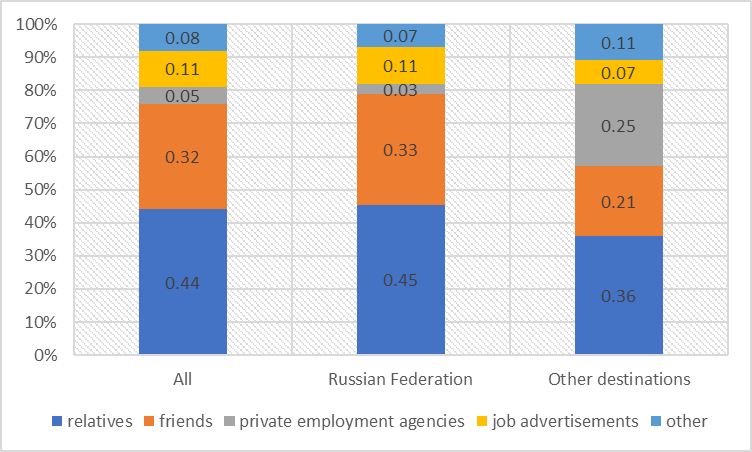 100%
90%
80%
70%
60%
50%
40%
30%
20%
10%
0%
0.08 0.07 0.11
0.11 0.11 0.07
0.05 0.03 0.25
0.32 0.33 0.21
0.44 0.45 0.36
All Russian Federation Other destinations
relatives friends private employment agencies job advertisements other